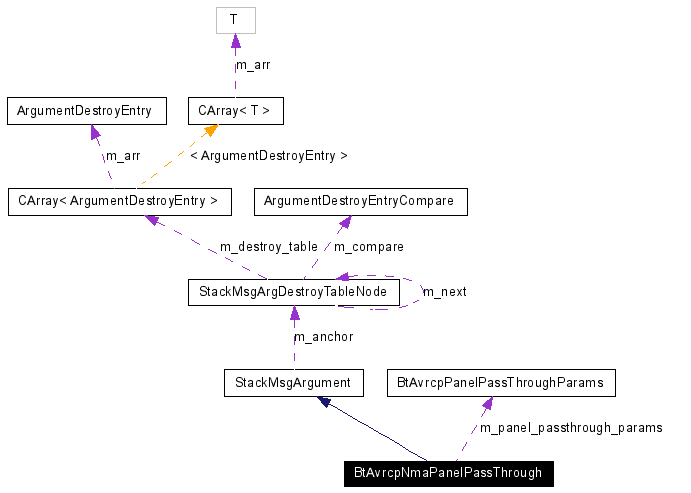 T
m_arr
ArgumentDestroyEntry
CArray< T >
m_arr
< ArgumentDestroyEntry >
CArray< ArgumentDestroyEntry >
ArgumentDestroyEntryCompare
m_destroy_table
m_compare
StackMsgArgDestroyTableNode
m_next
m_anchor
StackMsgArgument
BtAvrcpPanelPassThroughParams
m_panel_passthrough_params
BtAvrcpNmaPanelPassThrough